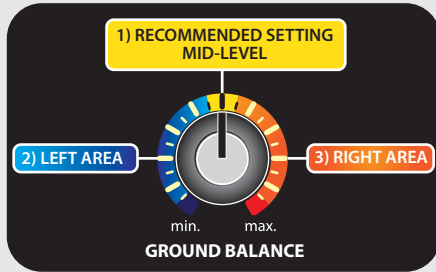 1) RECOMMENDED SETTING
MID-LEVEL
2) LEFT AREA
3) RIGHT AREA
min.
max.
GROUND BALANCE